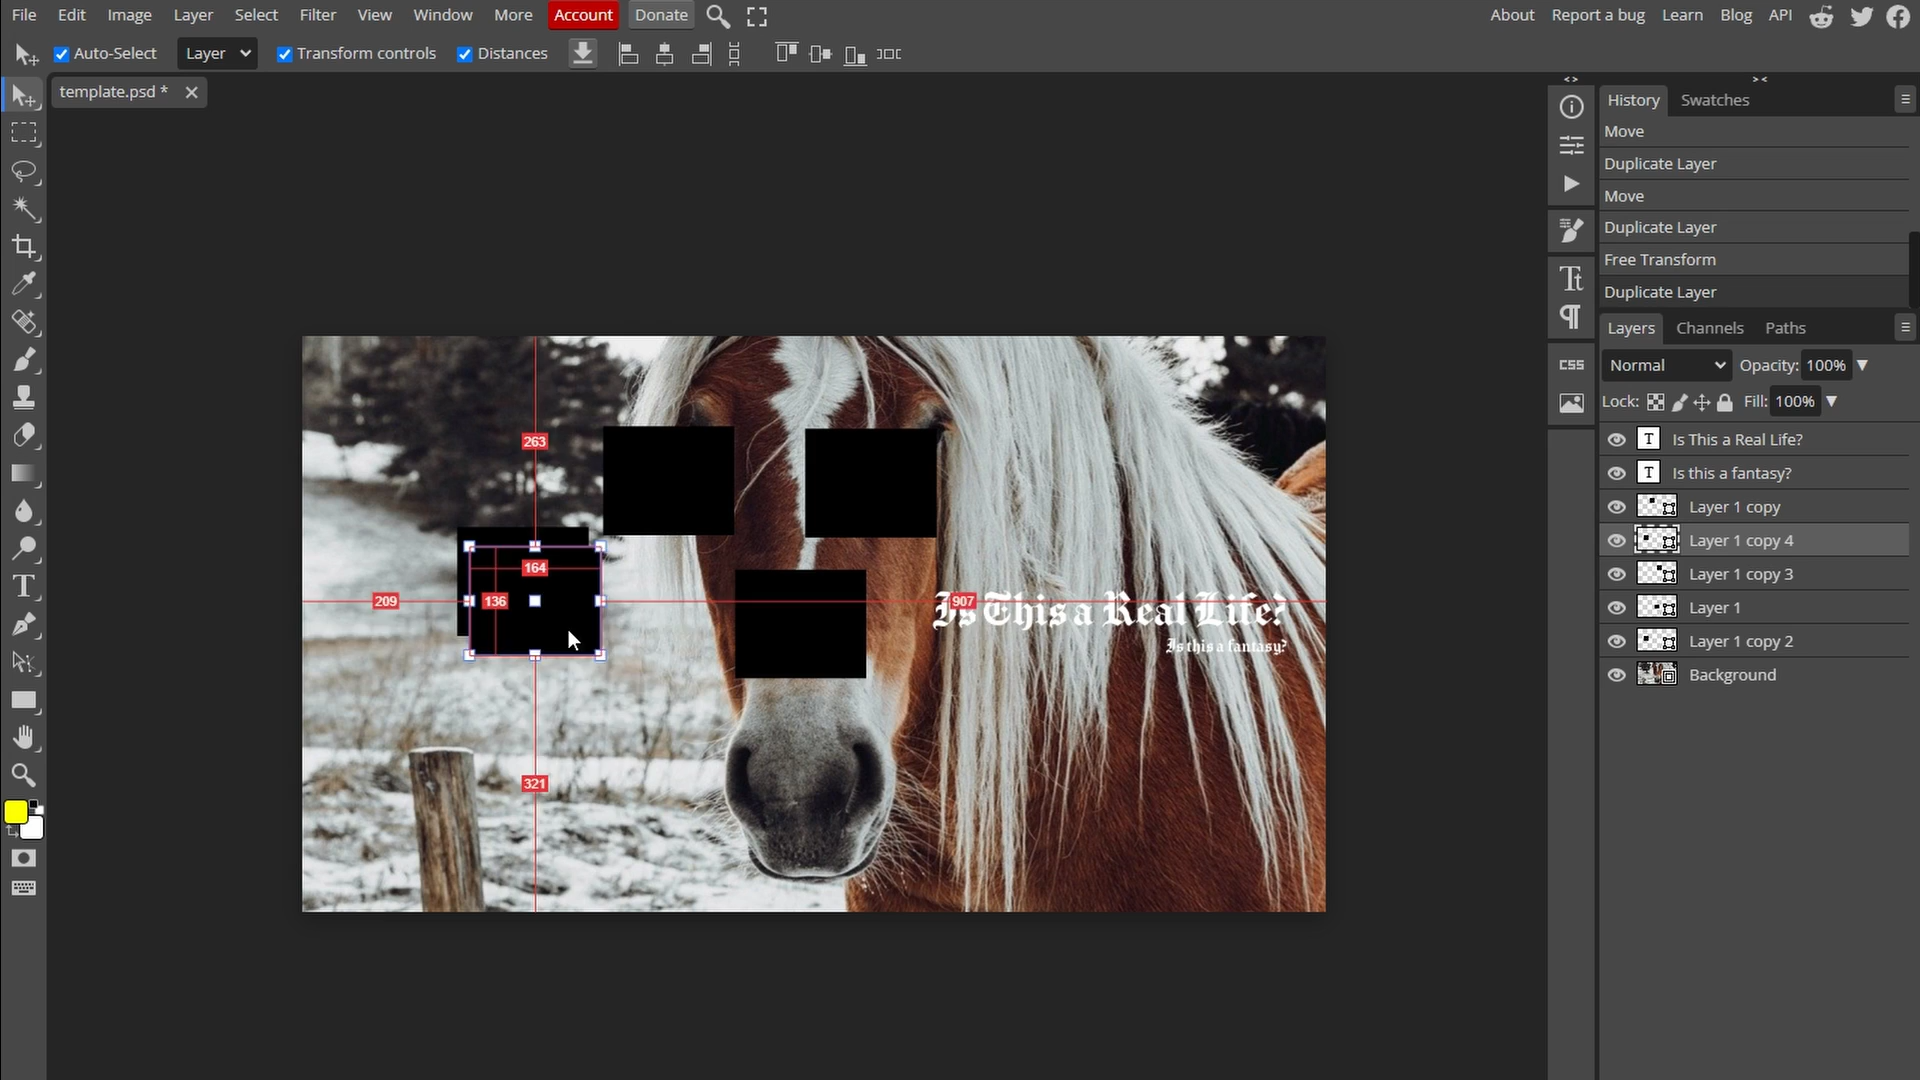 File Edit Image Layer Select Filter View Window More Account Donate About Report a bug Learn Blog API
Auto-Select Layer Transform controls Distances
template.psd *
History Swatches
Move
Duplicate Layer
Move
Duplicate Layer
Free Transform
Duplicate Layer
Layers Channels Paths
Normal Opacity: 100%
Lock: Fill: 100%
Is This a Real Life?
Is this a fantasy?
Layer 1 copy
Layer 1 copy 4
Layer 1 copy 3
Layer 1
Layer 1 copy 2
Background
CSS
263
164
209 136 907
321
Is This a Real Life?
Is this a fantasy?